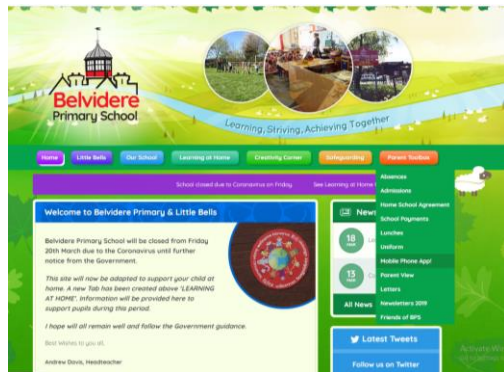 Belvidere
Primary School
Learning, Striving, Achieving Together
Home
Little Bells
Our School
Learning at Home
Creativity Corner
Safeguarding
Parent Toolbox
School closed due to Coronavirus on Friday
See Learning at Home
Absences
Admissions
Home School Agreement
School Payments
Lunches
Uniform
Mobile Phone App!
Parent View
Letters
Newsletters 2019
Friends of BPS
Welcome to Belvidere Primary & Little Bells
Belvidere Primary School will be closed from Friday
20th March due to the Coronavirus until further
notice from the Government.
This site will now be adapted to support your child at
home. A new Tab has been created above 'LEARNING
AT HOME'. Information will be provided here to
support pupils during this period.
I hope all will remain well and follow the Government guidance.
Best Wishes to you all.
Andrew Davis, Headteacher
News
18
13
All News
Latest Tweets
Follow us on Twitter